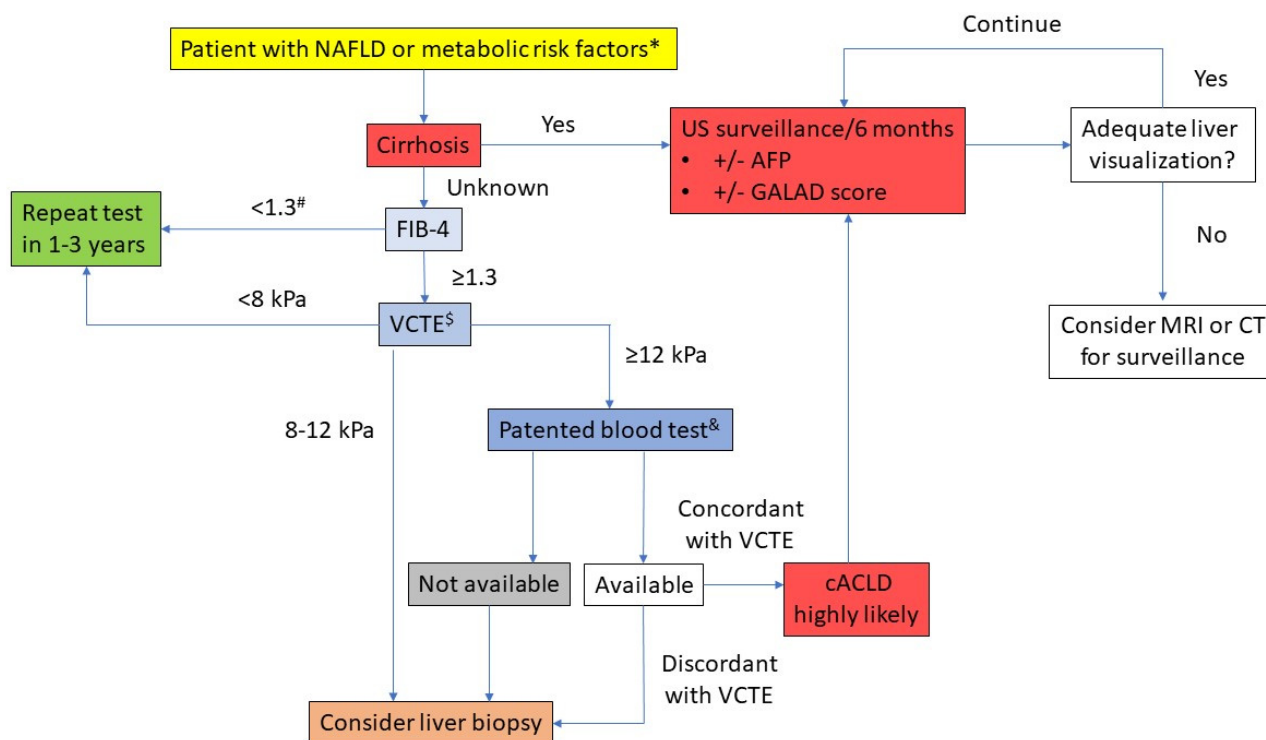 Continue
Patient with NAFLD or metabolic risk factors*
Yes
Cirrhosis
Yes
US surveillance/6 months
• +/- AFP
• +/- GALAD score
Adequate liver
visualization?
Unknown
Repeat test
in 1-3 years
<1.3#
FIB-4
No
≥1.3
<8 kPa
VCTE$
Consider MRI or CT
for surveillance
≥12 kPa
8-12 kPa
Patented blood test&
Concordant
with VCTE
Not available
Available
cACLD
highly likely
Discordant
with VCTE
Consider liver biopsy